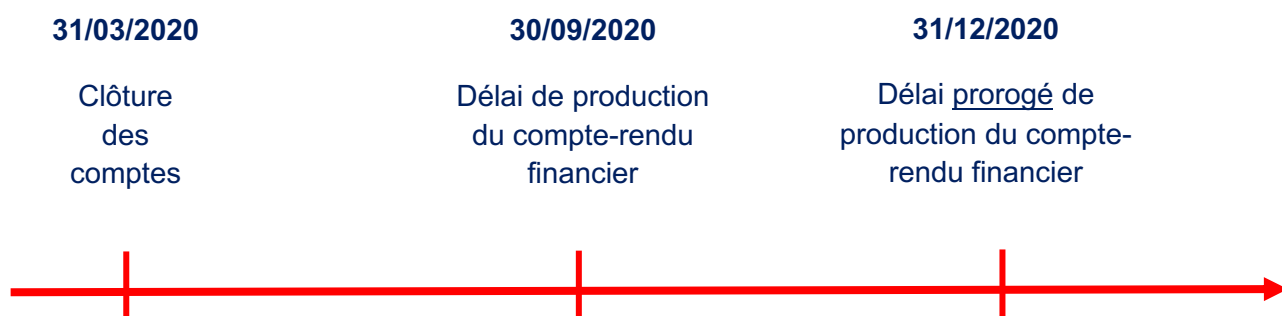 31/03/2020
Clôture
des
comptes
30/09/2020
Délai de production
du compte-rendu
financier
31/12/2020
Délai prorogé de
production du compte-
rendu financier